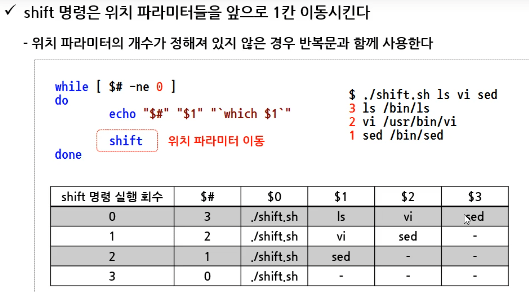 ✓ shift 명령은 위치 파라미터들을 앞으로 1칸 이동시킨다
- 위치 파라미터의 개수가 정해져 있지 않은 경우 반복문과 함께 사용한다
while [ $# -ne 0 ]
do
echo "$#" "$1" "`which $1`"
shift 위치 파라미터 이동
done
$ ./shift.sh ls vi sed
3 ls /bin/ls
2 vi /usr/bin/vi
1 sed /bin/sed
shift 명령 실행 회수 $# $0 $1 $2 $3
0 3 ./shift.sh ls vi sed
1 2 ./shift.sh vi sed -
2 1 ./shift.sh sed - -
3 0 ./shift.sh - - -